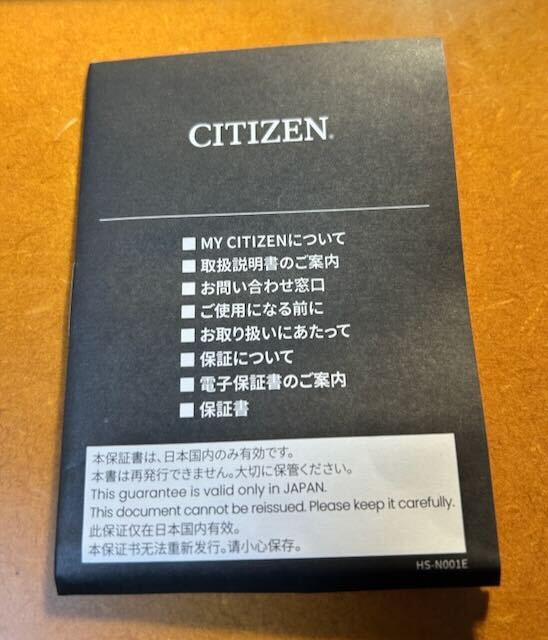 CITIZEN®
■ MY CITIZENについて
■ 取扱説明書のご案内
■ お問い合わせ窓口
■ ご使用になる前に
■ お取り扱いにあたって
■ 保証について
■ 電子保証書のご案内
■ 保証書
本保証書は、日本国内のみ有効です。
本書は再発行できません。大切に保管ください。
This guarantee is valid only in JAPAN.
This document cannot be reissued. Please keep it carefully.
此保证仅在日本国内有效。
本保证书无法重新发行。请小心保存。
HS-N001E